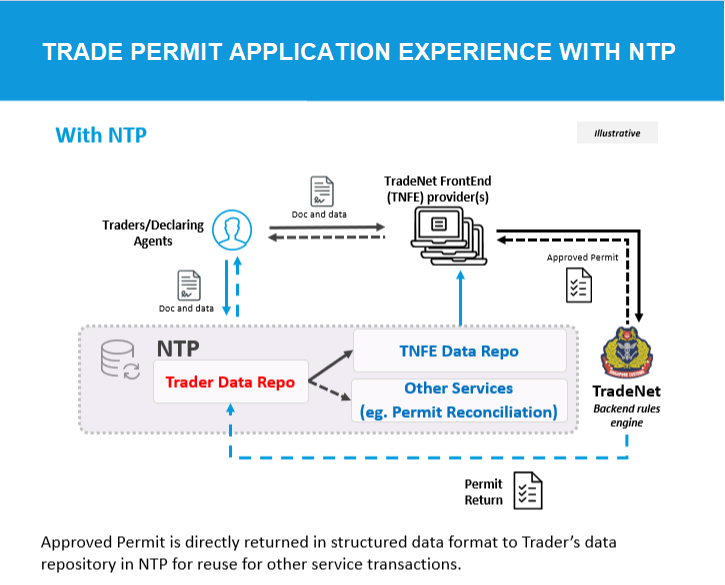 TRADE PERMIT APPLICATION EXPERIENCE WITH NTP
With NTP
Illustrative
TradeNet FrontEnd
(TNFE) provider(s)
Doc and data
Traders/Declaring
Agents
Approved Permit
Doc and data
NTP
TNFE Data Repo
Trader Data Repo
Other Services
(eg. Permit Reconciliation)
TradeNet
Backend rules
engine
Permit
Return
Approved Permit is directly returned in structured data format to Trader’s data
repository in NTP for reuse for other service transactions.